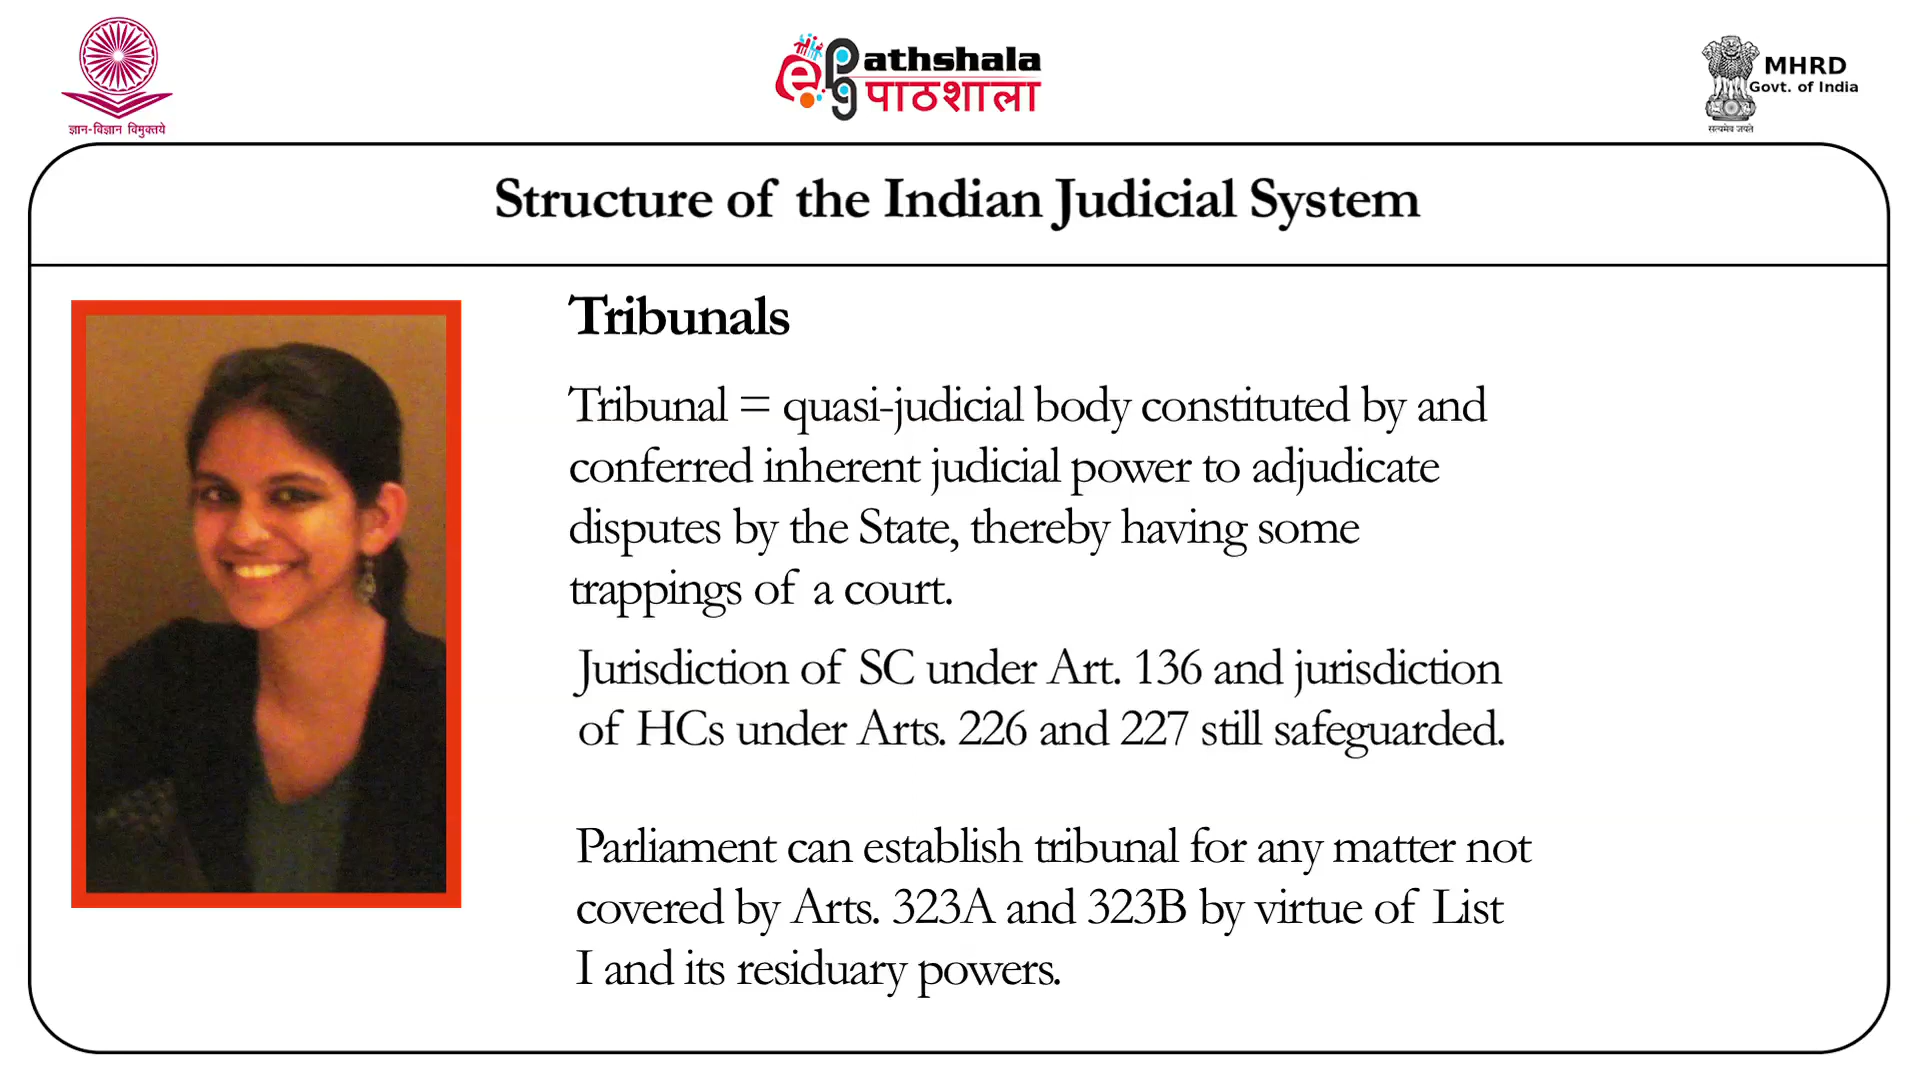 ज्ञान-विज्ञान विमुक्तये
ePG athshala
पाठशाला
MHRD
Govt. of India
सत्यमेव जयते
Structure of the Indian Judicial System
Tribunals
Tribunal = quasi-judicial body constituted by and
conferred inherent judicial power to adjudicate
disputes by the State, thereby having some
trappings of a court.
Jurisdiction of SC under Art. 136 and jurisdiction
of HCs under Arts. 226 and 227 still safeguarded.
Parliament can establish tribunal for any matter not
covered by Arts. 323A and 323B by virtue of List
I and its residuary powers.